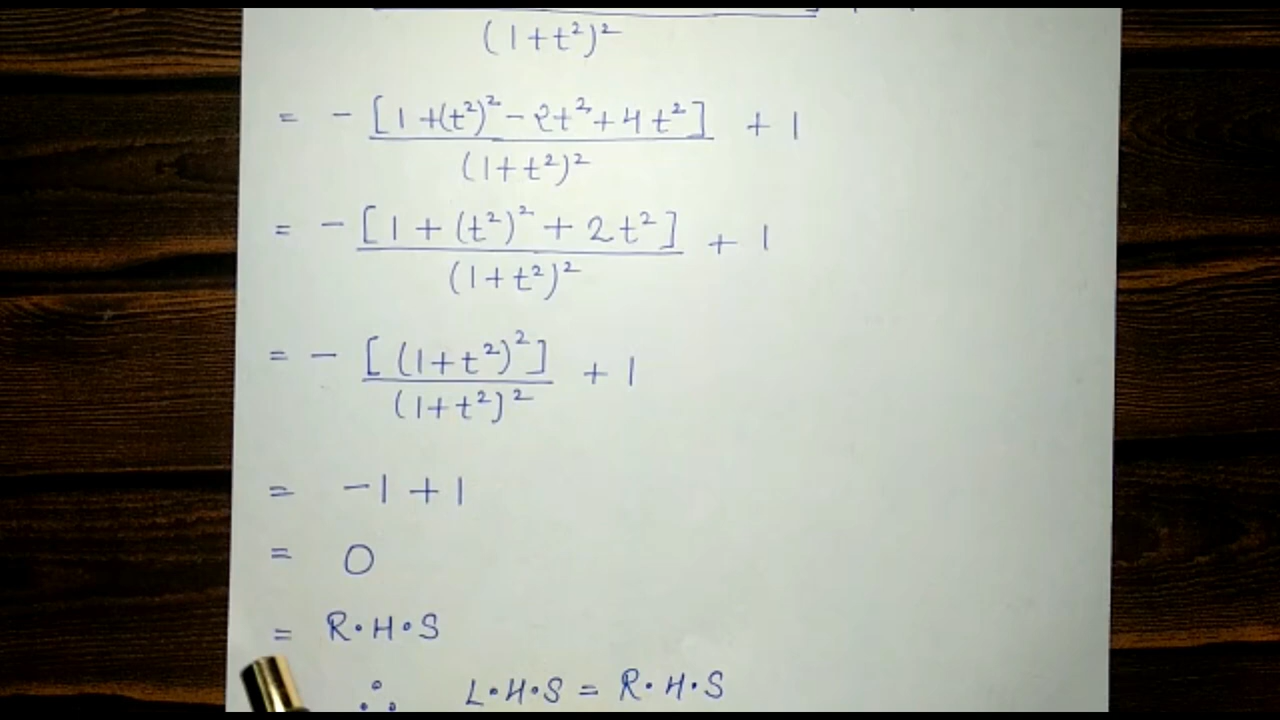 (1+t²)²
= - [1+(t²)²-2t²+4t²] + 1
(1+t²)²
= - [1+(t²)²+2t²] + 1
(1+t²)²
= - [(1+t²)²] + 1
(1+t²)²
= -1+1
= 0
= R.H.S
∴ L.H.S = R.H.S